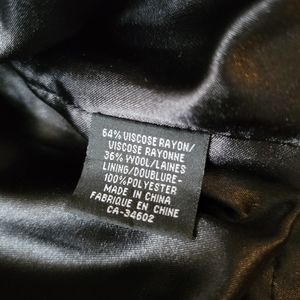 64% VISCOSE RAYON/
VISCOSE RAYONNE
36% WOOL/LAINES
LINING/DOUBLURE-
100% POLYESTER
MADE IN CHINA
FABRIQUE EN CHINE
CA-34602